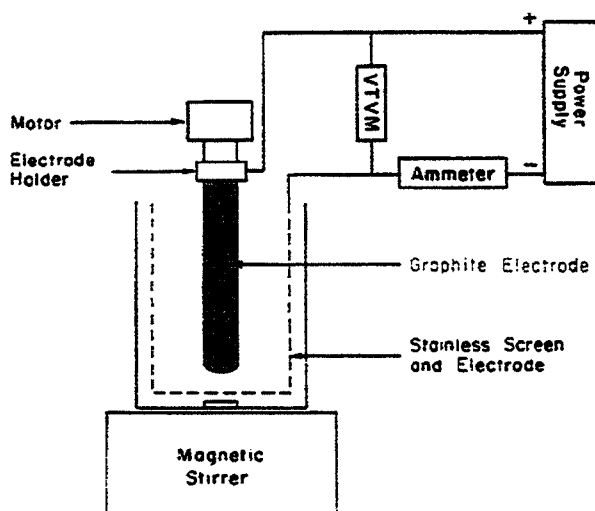 +
Power
Supply
VTVM
Motor
Electrode
Holder
Ammeter
-
Graphite Electrode
Stainless Screen
and Electrode
Magnetic
Stirrer